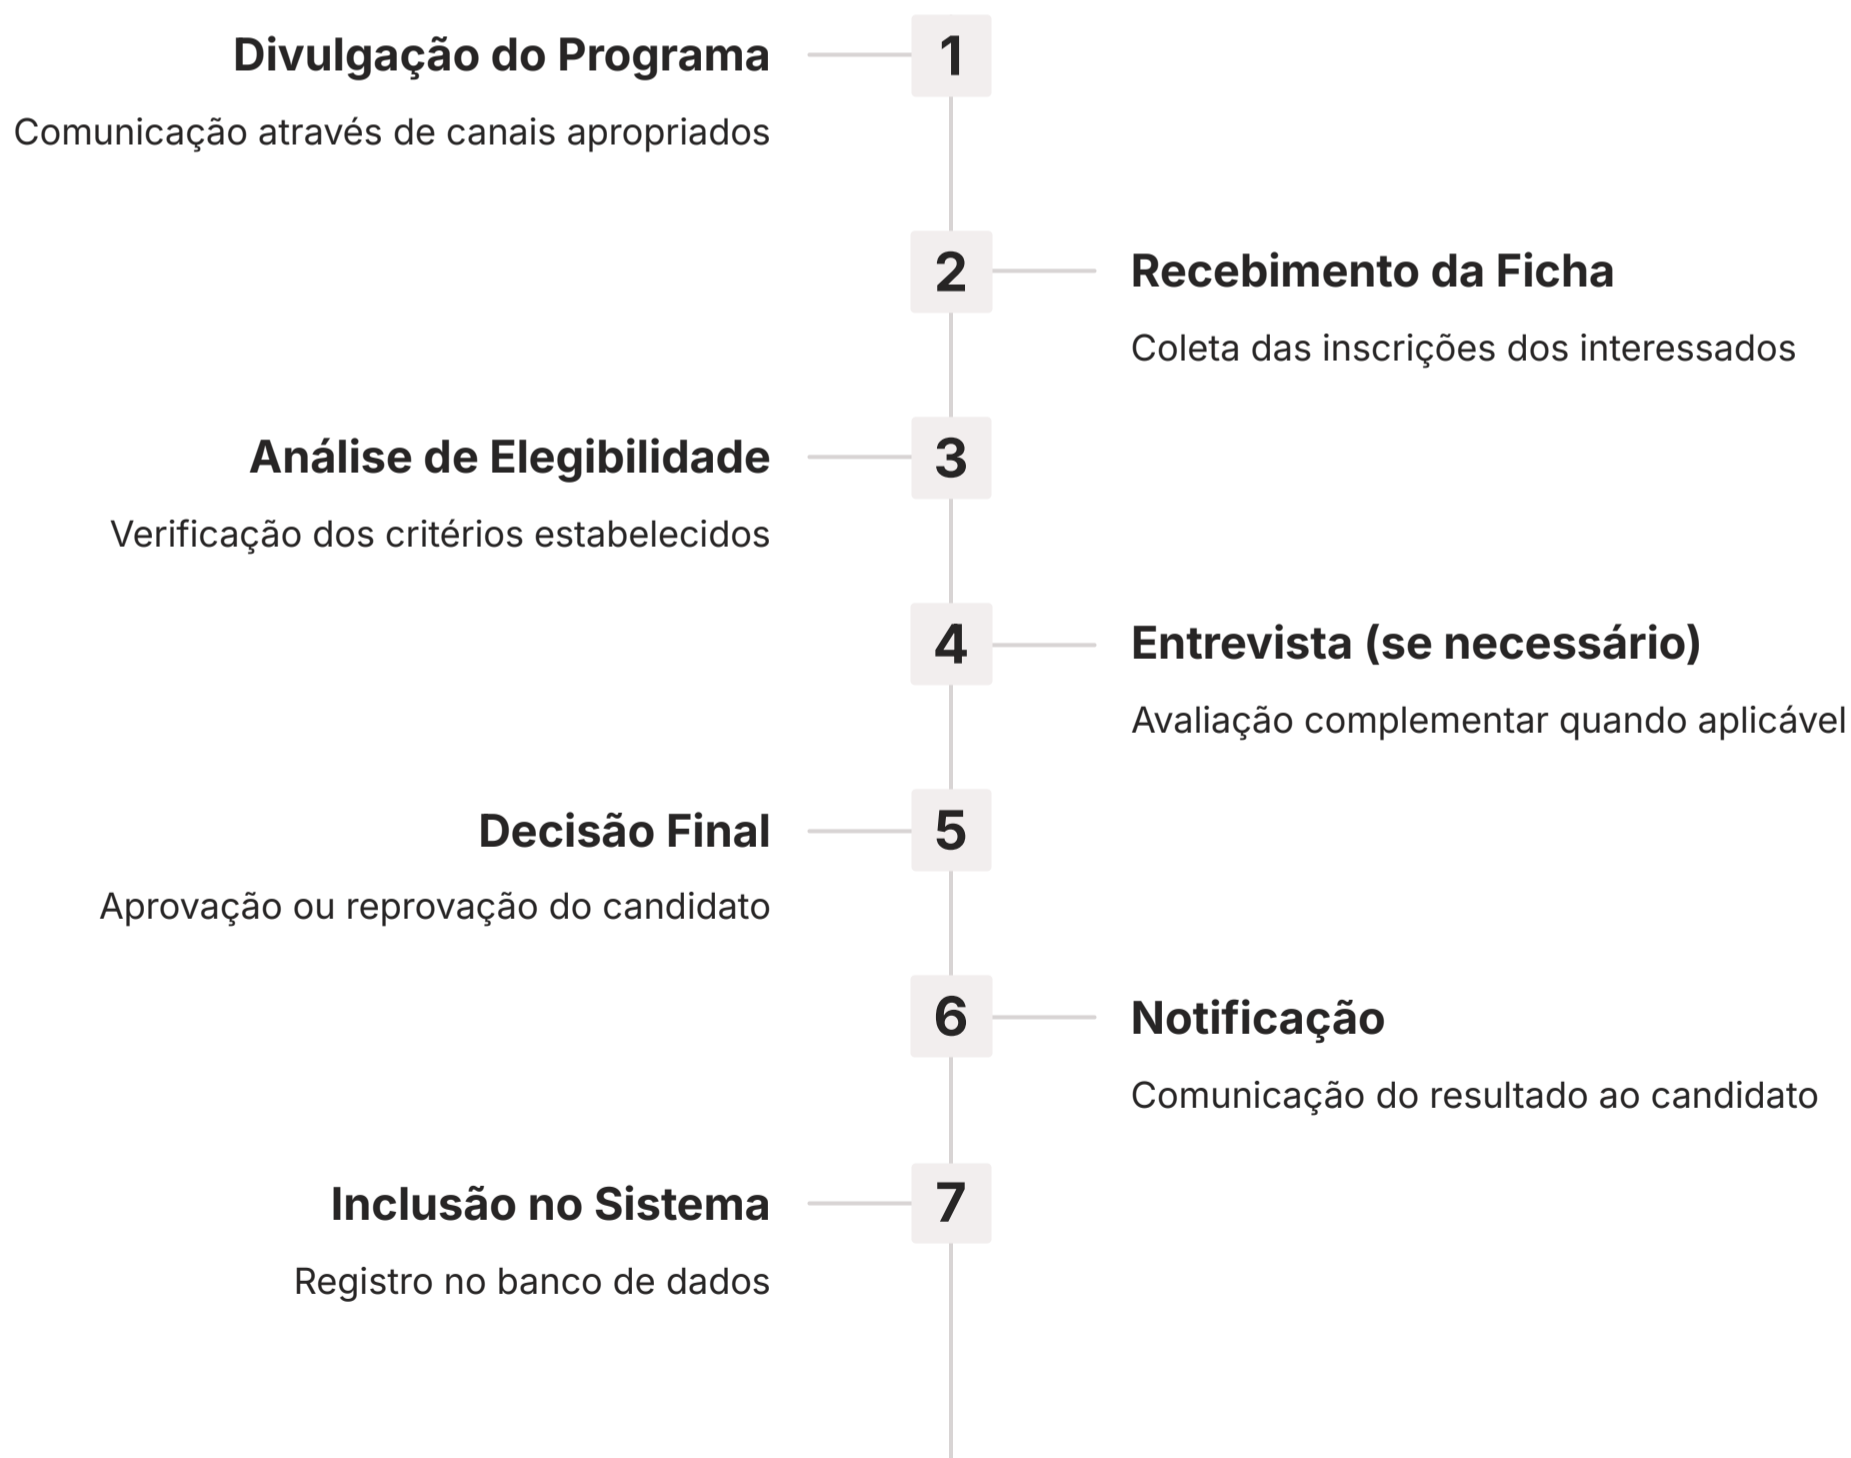 Divulgação do Programa
1
Comunicação através de canais apropriados
2
Recebimento da Ficha
Coleta das inscrições dos interessados
Análise de Elegibilidade
3
Verificação dos critérios estabelecidos
4
Entrevista (se necessário)
Avaliação complementar quando aplicável
Decisão Final
5
Aprovação ou reprovação do candidato
6
Notificação
Comunicação do resultado ao candidato
Inclusão no Sistema
7
Registro no banco de dados